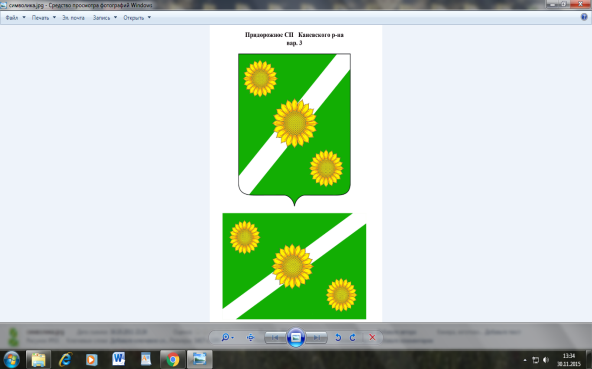 символика.jpg - Средство просмотра фотографий Windows
Файл Печать Эл. почта Запись Открыть
Придорожное СП Каневского р-на
вар. 3
13:34
30.11.2015